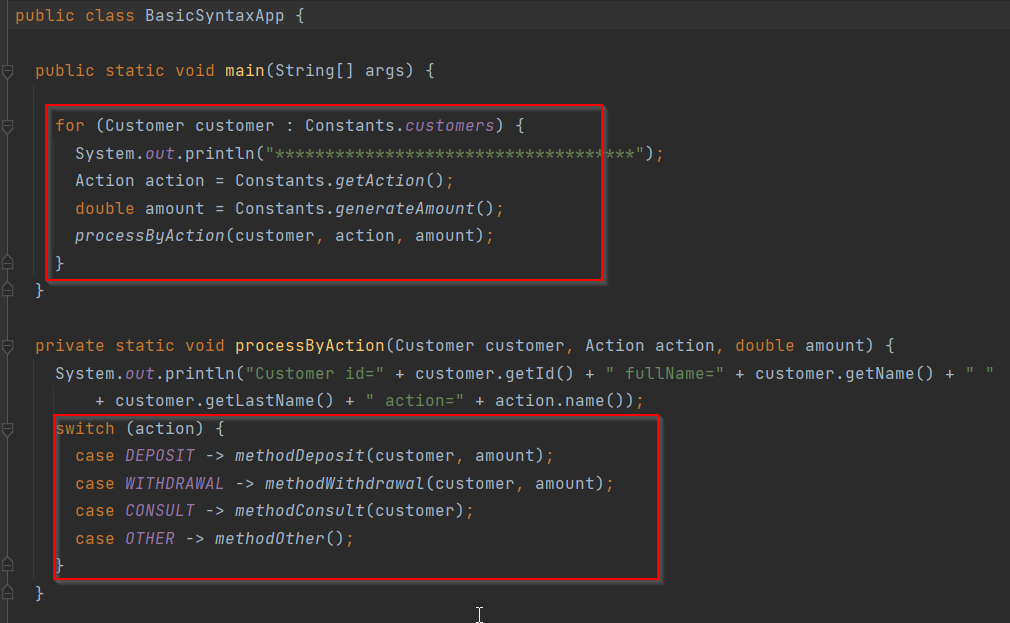 public class BasicSyntaxApp {
public static void main(String[] args) {
for (Customer customer : Constants.customers) {
System.out.println("************************************");
Action action = Constants.getAction();
double amount = Constants.generateAmount();
processByAction(customer, action, amount);
}
}
private static void processByAction(Customer customer, Action action, double amount) {
System.out.println("Customer id=" + customer.getId() + " fullName=" + customer.getName() + " "
+ customer.getLastName() + " action=" + action.name());
switch (action) {
case DEPOSIT -> methodDeposit(customer, amount);
case WITHDRAWAL -> methodWithdrawal(customer, amount);
case CONSULT -> methodConsult(customer);
case OTHER -> methodOther();
}
}